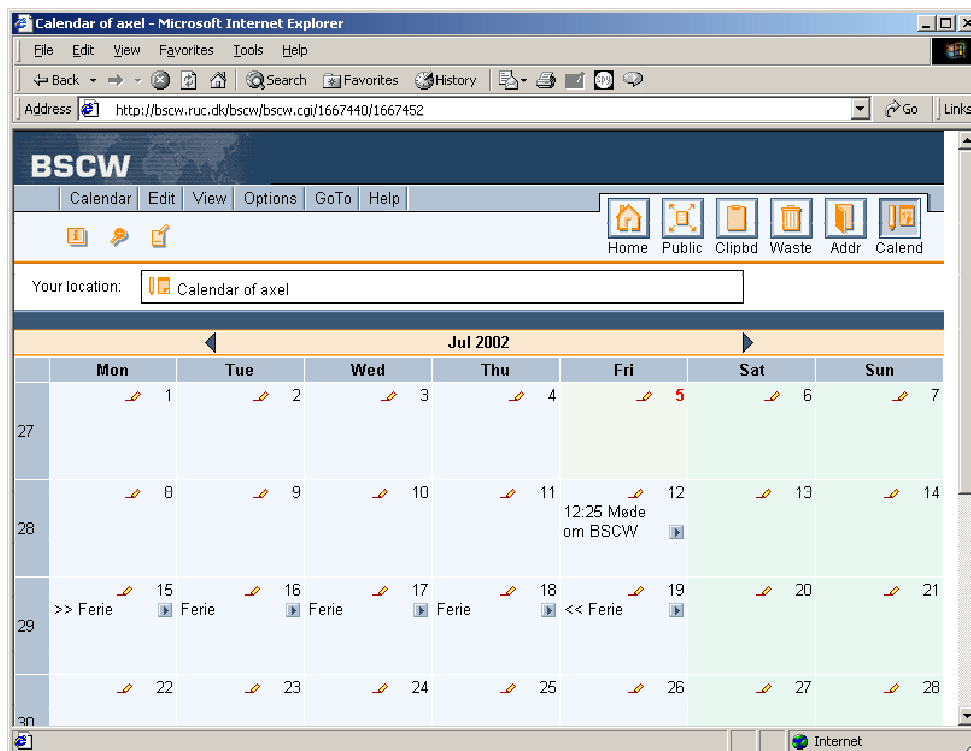 Calendar of axel - Microsoft Internet Explorer
File Edit View Favorites Tools Help
Back Search Favorites History
Address http://bscw.ruc.dk/bscw/bscw.cgi/1667440/1667452 Go Links
BSCW
Calendar Edit View Options GoTo Help
Home Public Clipbd Waste Addr Calend
Your location: Calendar of axel
Jul 2002
Mon Tue Wed Thu Fri Sat Sun
1 2 3 4 5 6 7
27
8 9 10 11 12 13 14
12:25 Møde
28 om BSCW
15 16 17 18 19 20 21
>> Ferie Ferie Ferie Ferie << Ferie
29
22 23 24 25 26 27 28
30
Internet